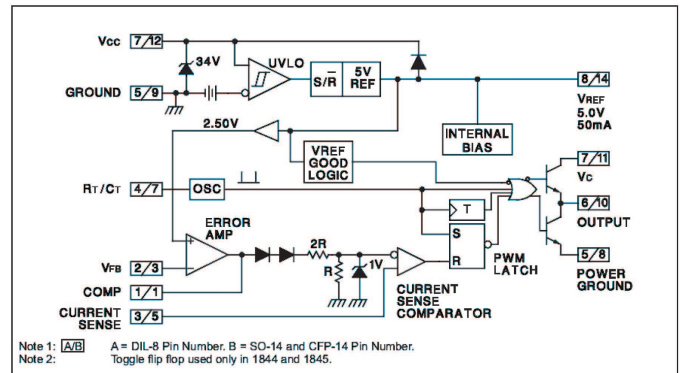 Vcc 7/12
34V
UVLO
S/R 5V REF
8/14
GROUND 5/9
VREF
5.0V
50mA
2.50V
INTERNAL
BIAS
VREF
GOOD
LOGIC
7/11
Vc
RT/CT 4/7 OSC
T
6/10
OUTPUT
ERROR
AMP
2R
S
R
PWM
LATCH
5/8
POWER
GROUND
VFB 2/3
R
1V
COMP 1/1
CURRENT
SENSE
COMPARATOR
CURRENT
SENSE 3/5
Note 1: A/B A = DIL-8 Pin Number. B = SO-14 and CFP-14 Pin Number.
Note 2: Toggle flip flop used only in 1844 and 1845.